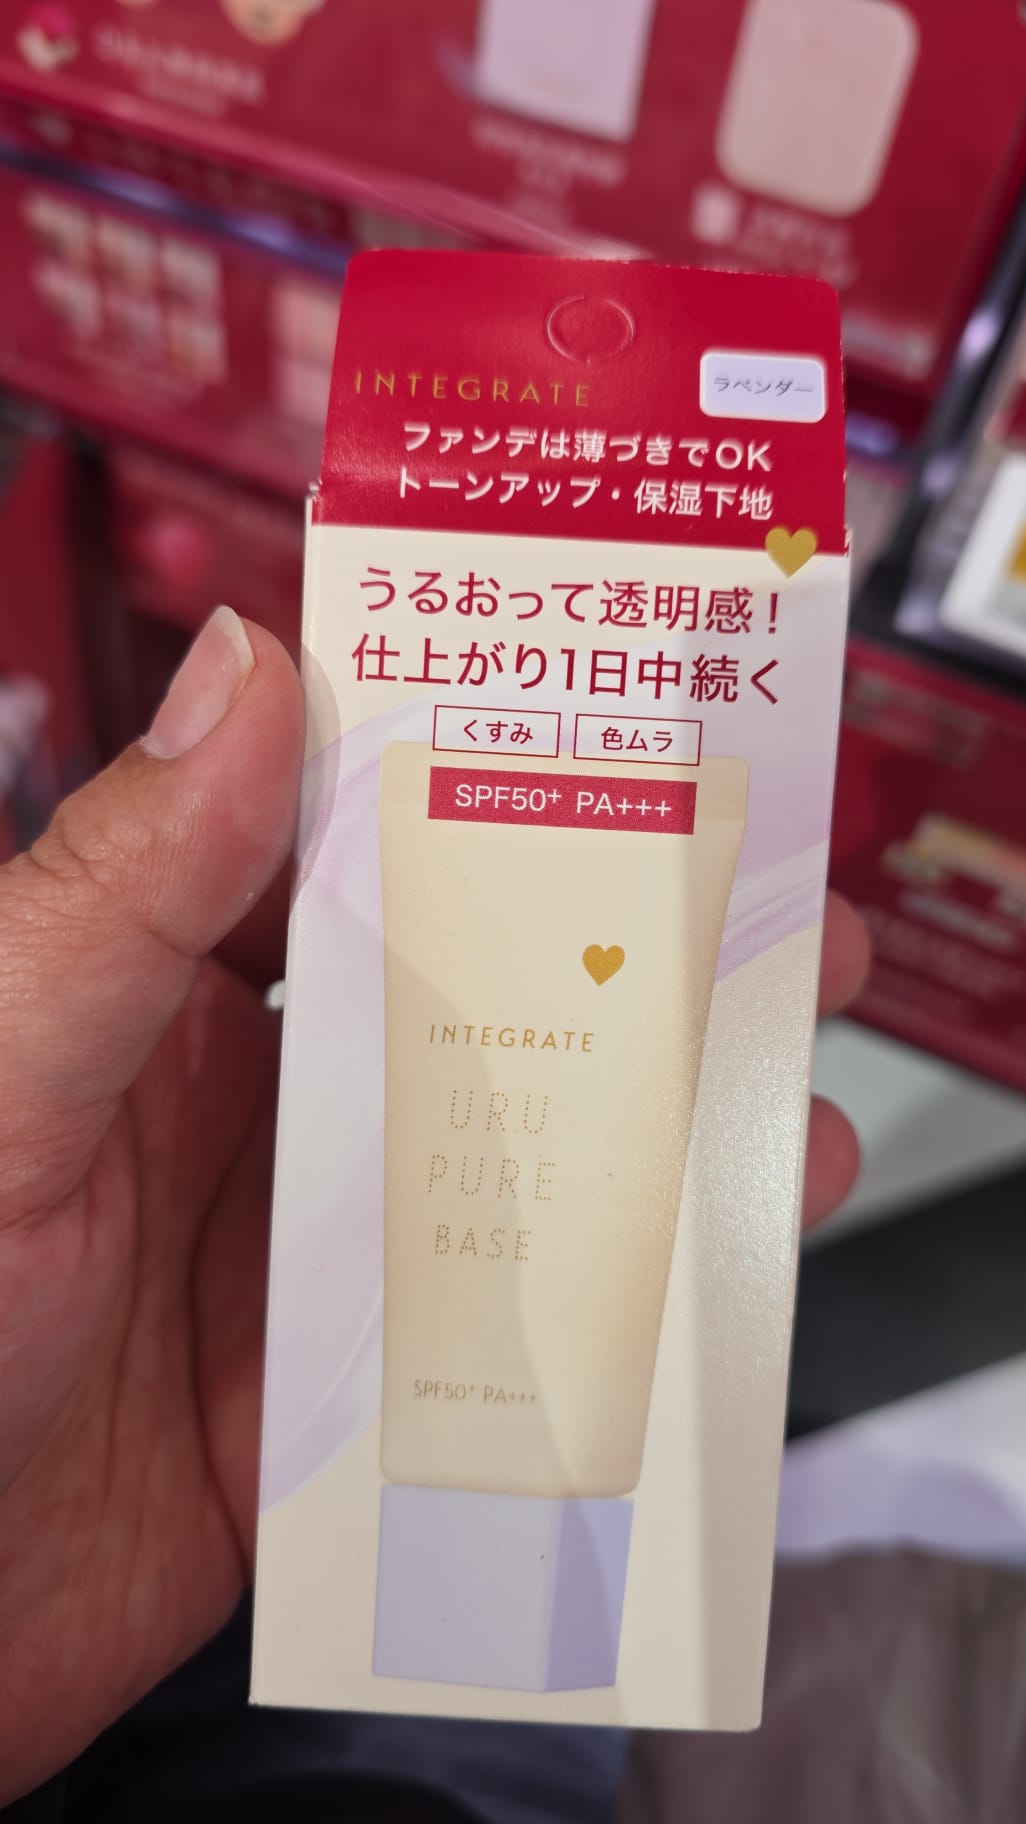 INTEGRATE
ラベンダー
ファンデは薄づきでOK
トーンアップ・保湿下地
うるおって透明感!
仕上がり1日中続く
くすみ 色ムラ
SPF50+ PA+++
INTEGRATE
URU
PURE
BASE
SPF50+ PA+++